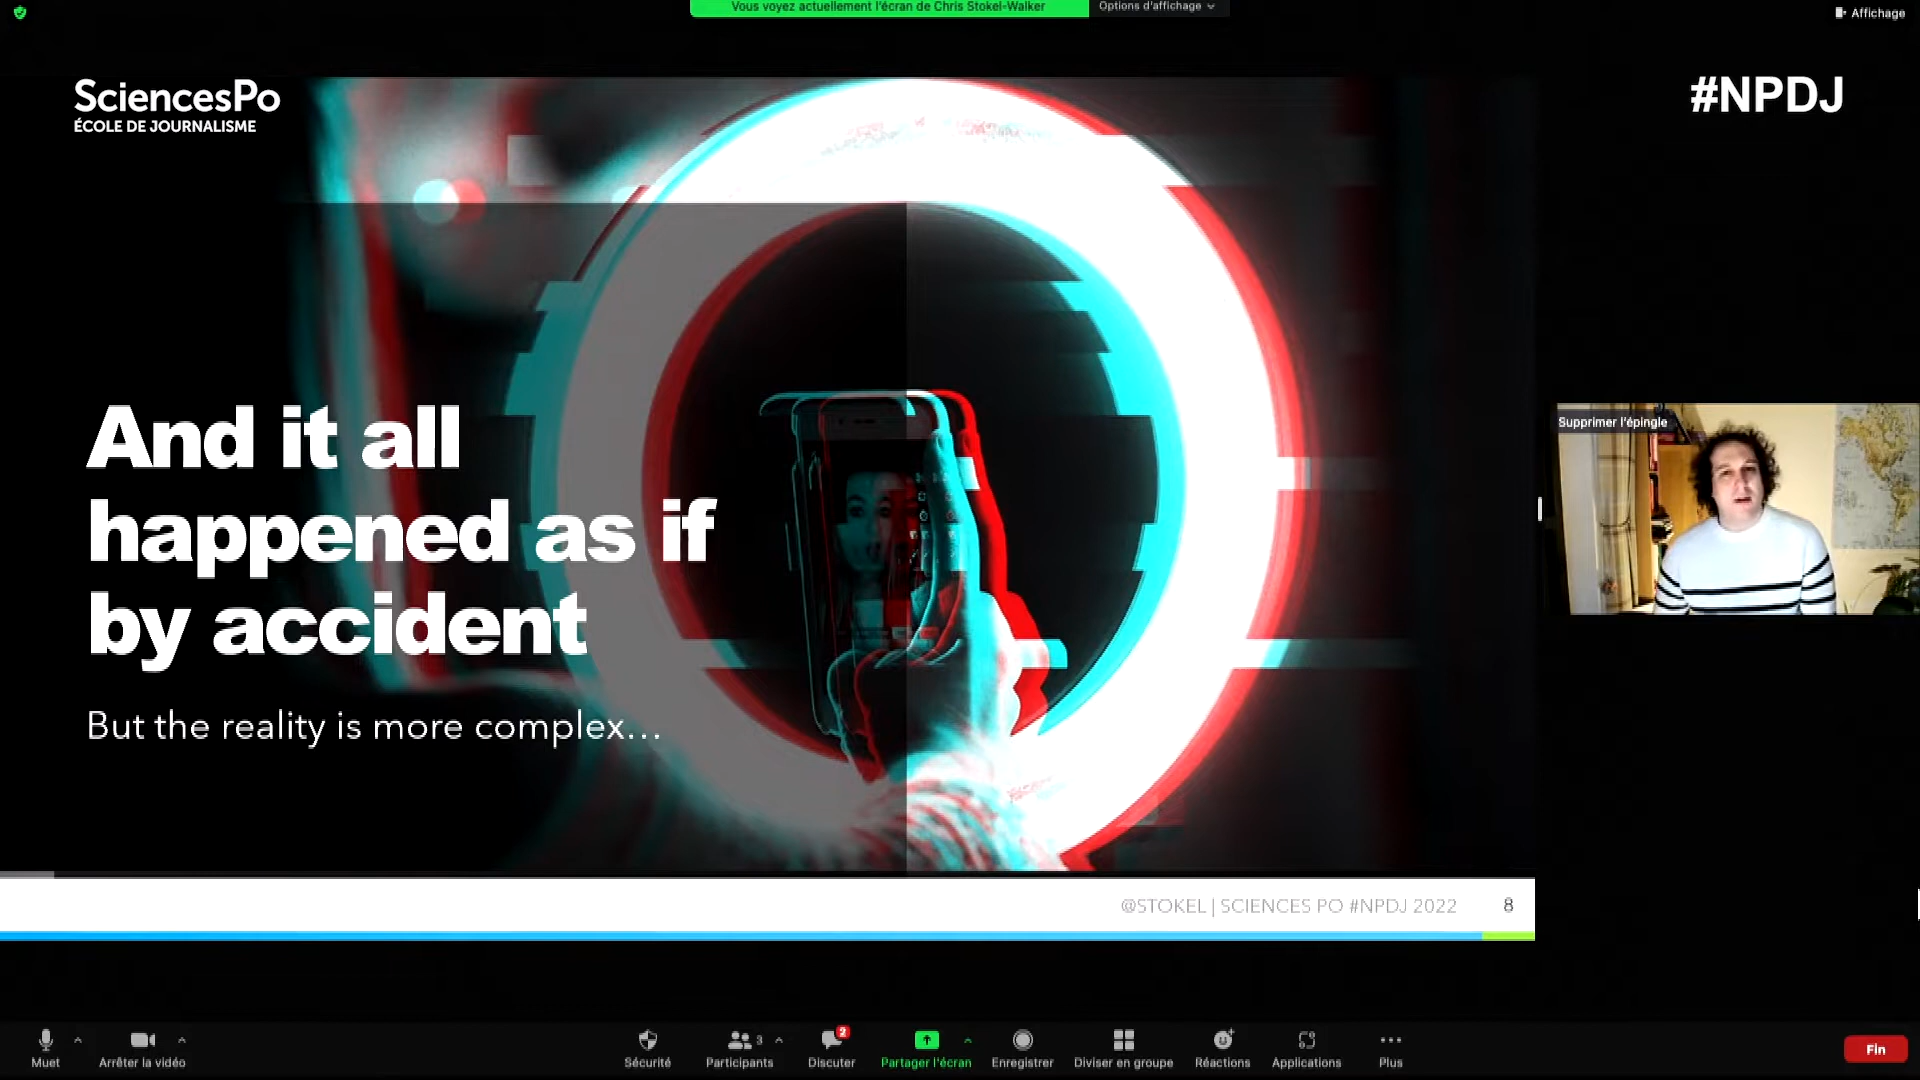 Vous voyez actuellement l'écran de Chris Stokel-Walker
Options d'affichage
Affichage
SciencesPo
ÉCOLE DE JOURNALISME
#NPDJ
And it all
happened as if
by accident
But the reality is more complex...
Supprimer l'épingle
@STOKEL | SCIENCES PO #NPDJ 2022
8
Muet
Arrêter la vidéo
Sécurité
3
Participants
2
Discuter
Partager l'écran
Enregistrer
Diviser en groupe
Réactions
Applications
Plus
Fin